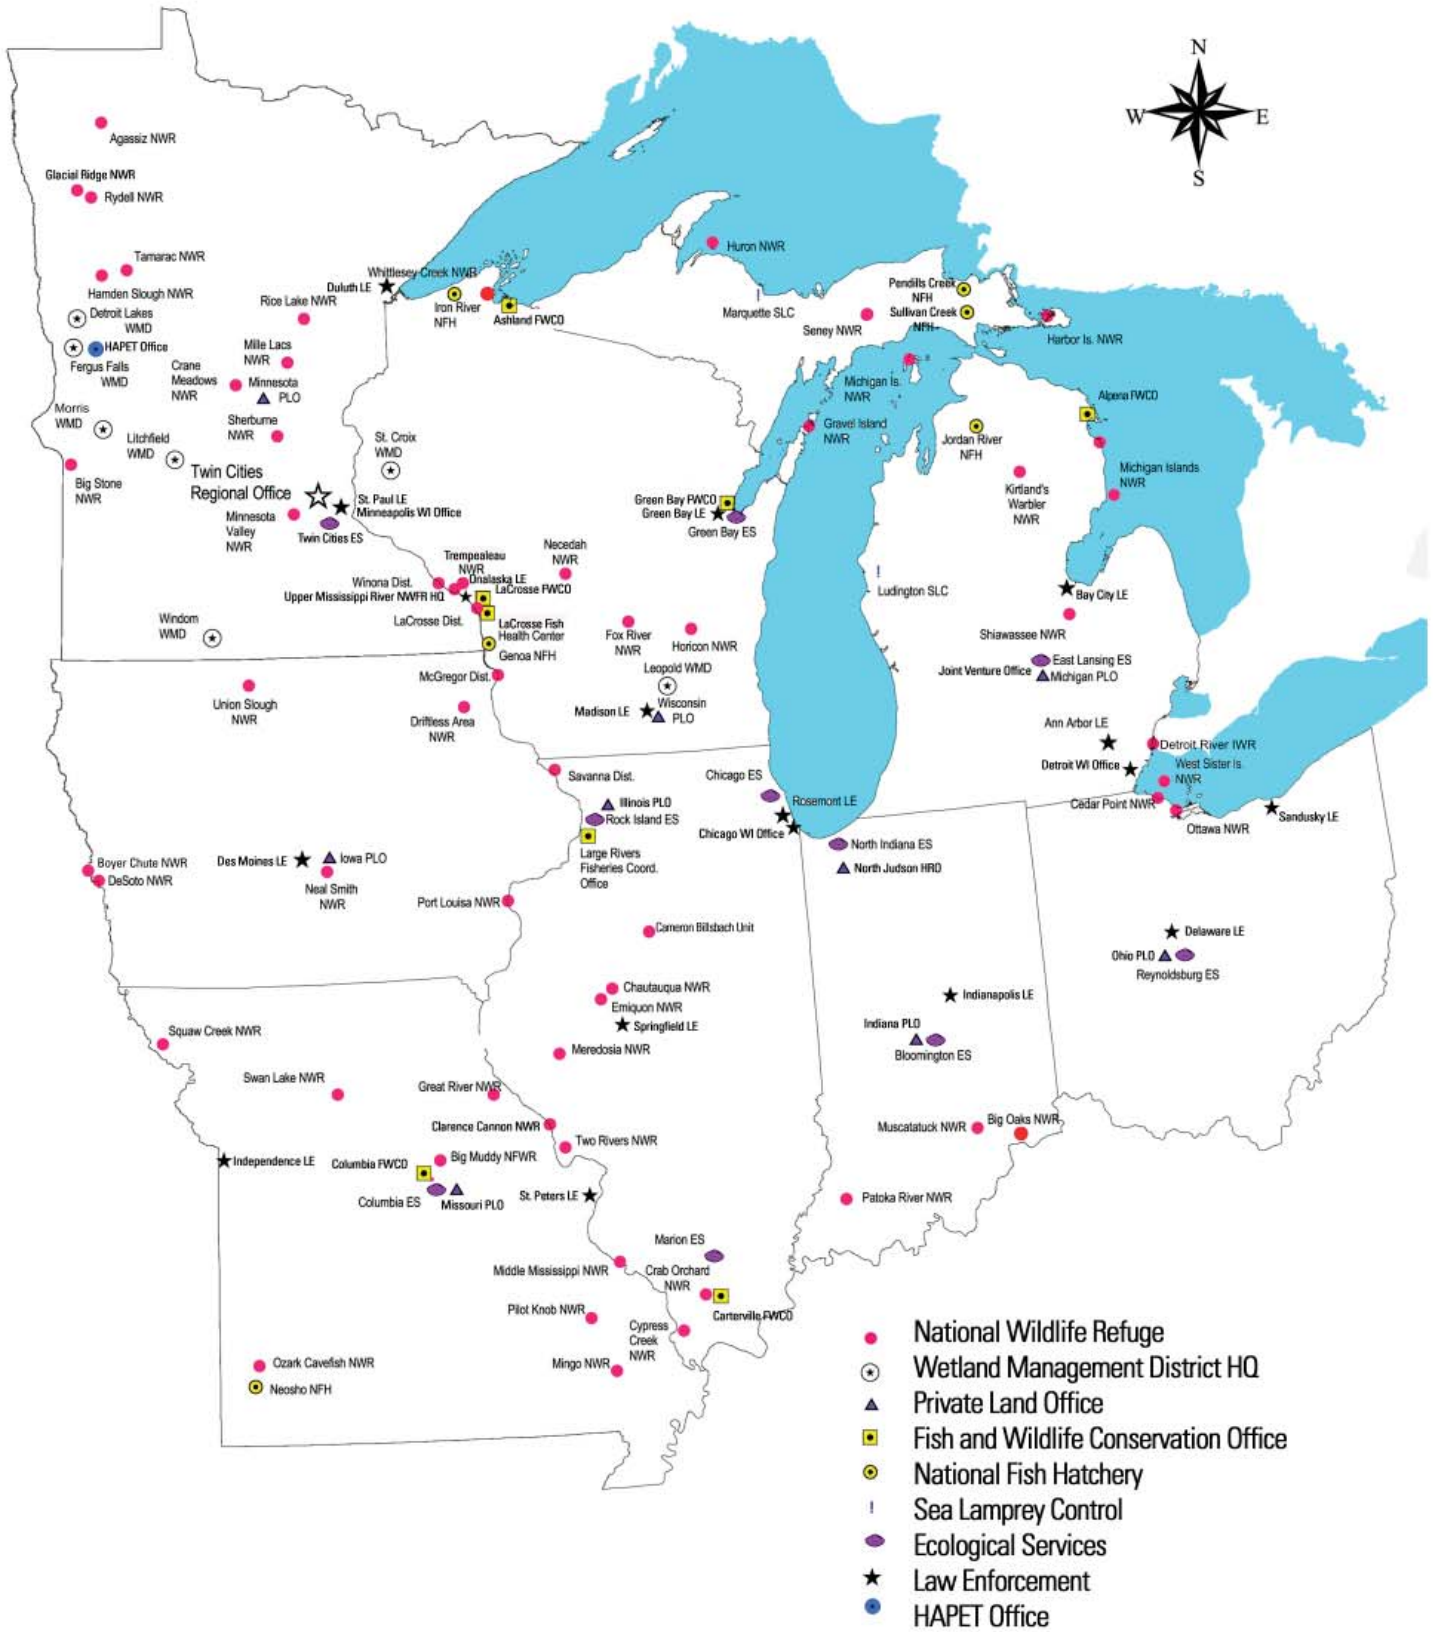 N
W
E
S
Agassiz NWR
Glacial Ridge NWR
Rydell NWR
Tamarac NWR
Hamden Slough NWR
Detroit Lakes
WMD
HAPET Office
Fergus Falls
WMD
Morris
WMD
Litchfield
WMD
Big Stone
NWR
Rice Lake NWR
Mille Lacs
NWR
Crane
Meadows
NWR
Minnesota
PLO
Sherburne
NWR
Twin Cities
Regional Office
St. Paul LE
Minneapolis WI Office
Minnesota
Valley
NWR
Twin Cities ES
Windom
WMD
Duluth LE
Whittlesey Creek NWR
Iron River
NFH
Ashland FWCO
St. Croix
WMD
Trempealeau
NWR
Winona Dist.
Onalaska LE
Upper Mississippi River NWFR HQ
LaCrosse FWCO
LaCrosse Dist.
LaCrosse Fish
Health Center
Genoa NFH
Necedah
NWR
Fox River
NWR
Horicon NWR
Leopold WMD
Madison LE
Wisconsin
PLO
Green Bay FWCO
Green Bay LE
Green Bay ES
Gravel Island
NWR
Huron NWR
Marquette SLC
Seney NWR
Pendills Creek
NFH
Sullivan Creek
NFH
Harbor Is. NWR
Michigan Is.
NWR
Alpena FWCO
Jordan River
NFH
Michigan Islands
NWR
Kirtland's
Warbler
NWR
Ludington SLC
Bay City LE
Shiawassee NWR
East Lansing ES
Joint Venture Office
Michigan PLO
Ann Arbor LE
Detroit WI Office
Detroit River IWR
West Sister Is.
NWR
Cedar Point NWR
Ottawa NWR
Sandusky LE
McGregor Dist.
Union Slough
NWR
Driftless Area
NWR
Boyer Chute NWR
DeSoto NWR
Des Moines LE
Iowa PLO
Neal Smith
NWR
Port Louisa NWR
Savanna Dist.
Illinois PLO
Rock Island ES
Large Rivers
Fisheries Coord.
Office
Chicago ES
Rosemont LE
Chicago WI Office
Cameron Billsbach Unit
Chautauqua NWR
Emiquon NWR
Springfield LE
Meredosia NWR
North Indiana ES
North Judson HRO
Indianapolis LE
Indiana PLO
Bloomington ES
Muscatatuck NWR
Big Oaks NWR
Patoka River NWR
Delaware LE
Ohio PLO
Reynoldsburg ES
Squaw Creek NWR
Swan Lake NWR
Great River NWR
Clarence Cannon NWR
Two Rivers NWR
Independence LE
Columbia FWCO
Big Muddy NFWR
Columbia ES
Missouri PLO
St. Peters LE
Marion ES
Middle Mississippi NWR
Crab Orchard
NWR
Carterville FWCO
Pilot Knob NWR
Cypress
Creek
NWR
Mingo NWR
Ozark Cavefish NWR
Neosho NFH
National Wildlife Refuge
Wetland Management District HQ
Private Land Office
Fish and Wildlife Conservation Office
National Fish Hatchery
Sea Lamprey Control
Ecological Services
Law Enforcement
HAPET Office